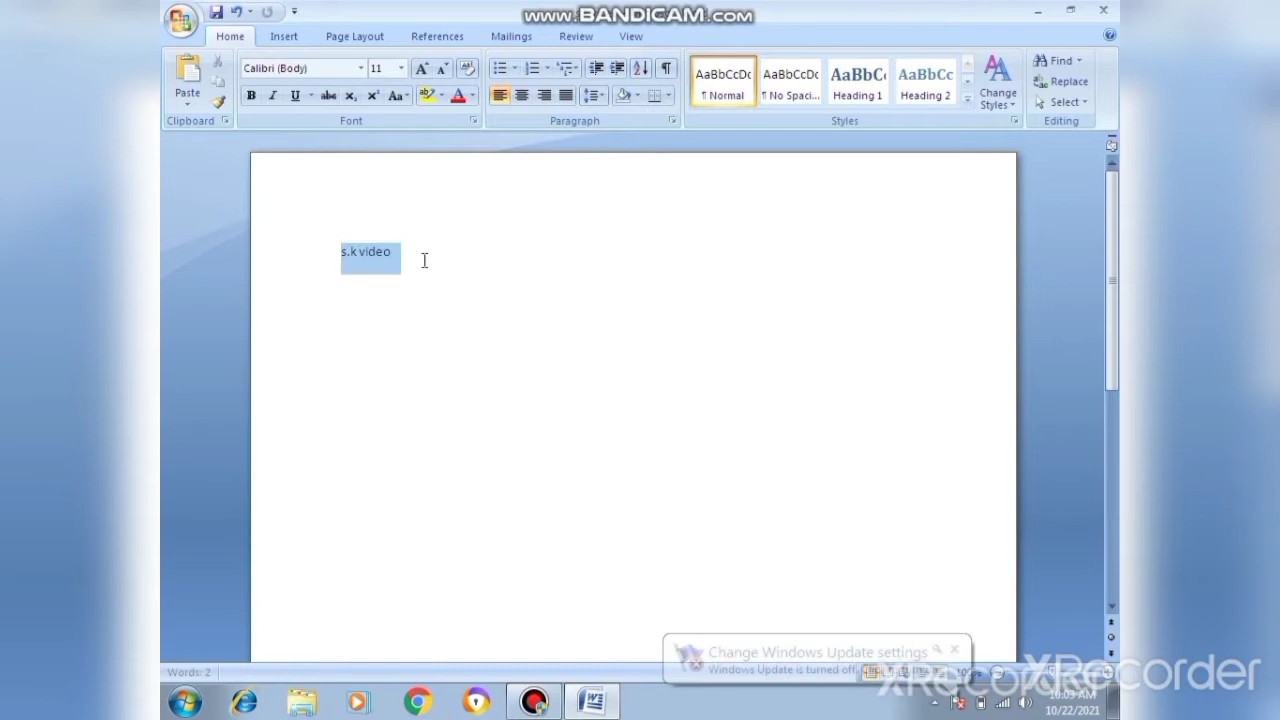 www.BANDICAM.com
Home Insert Page Layout References Mailings Review View
Paste
Calibri (Body) 11
Clipboard Font Paragraph Styles Editing
AaBbCcDc AaBbCcDc AaBbC AaBbCc
¶ Normal ¶ No Spaci... Heading 1 Heading 2
Change Styles
Find
Replace
Select
s.k video
Change Windows Update settings
Windows Update is turned off.
Words: 2
XRecorder
10:03 AM
10/22/2021